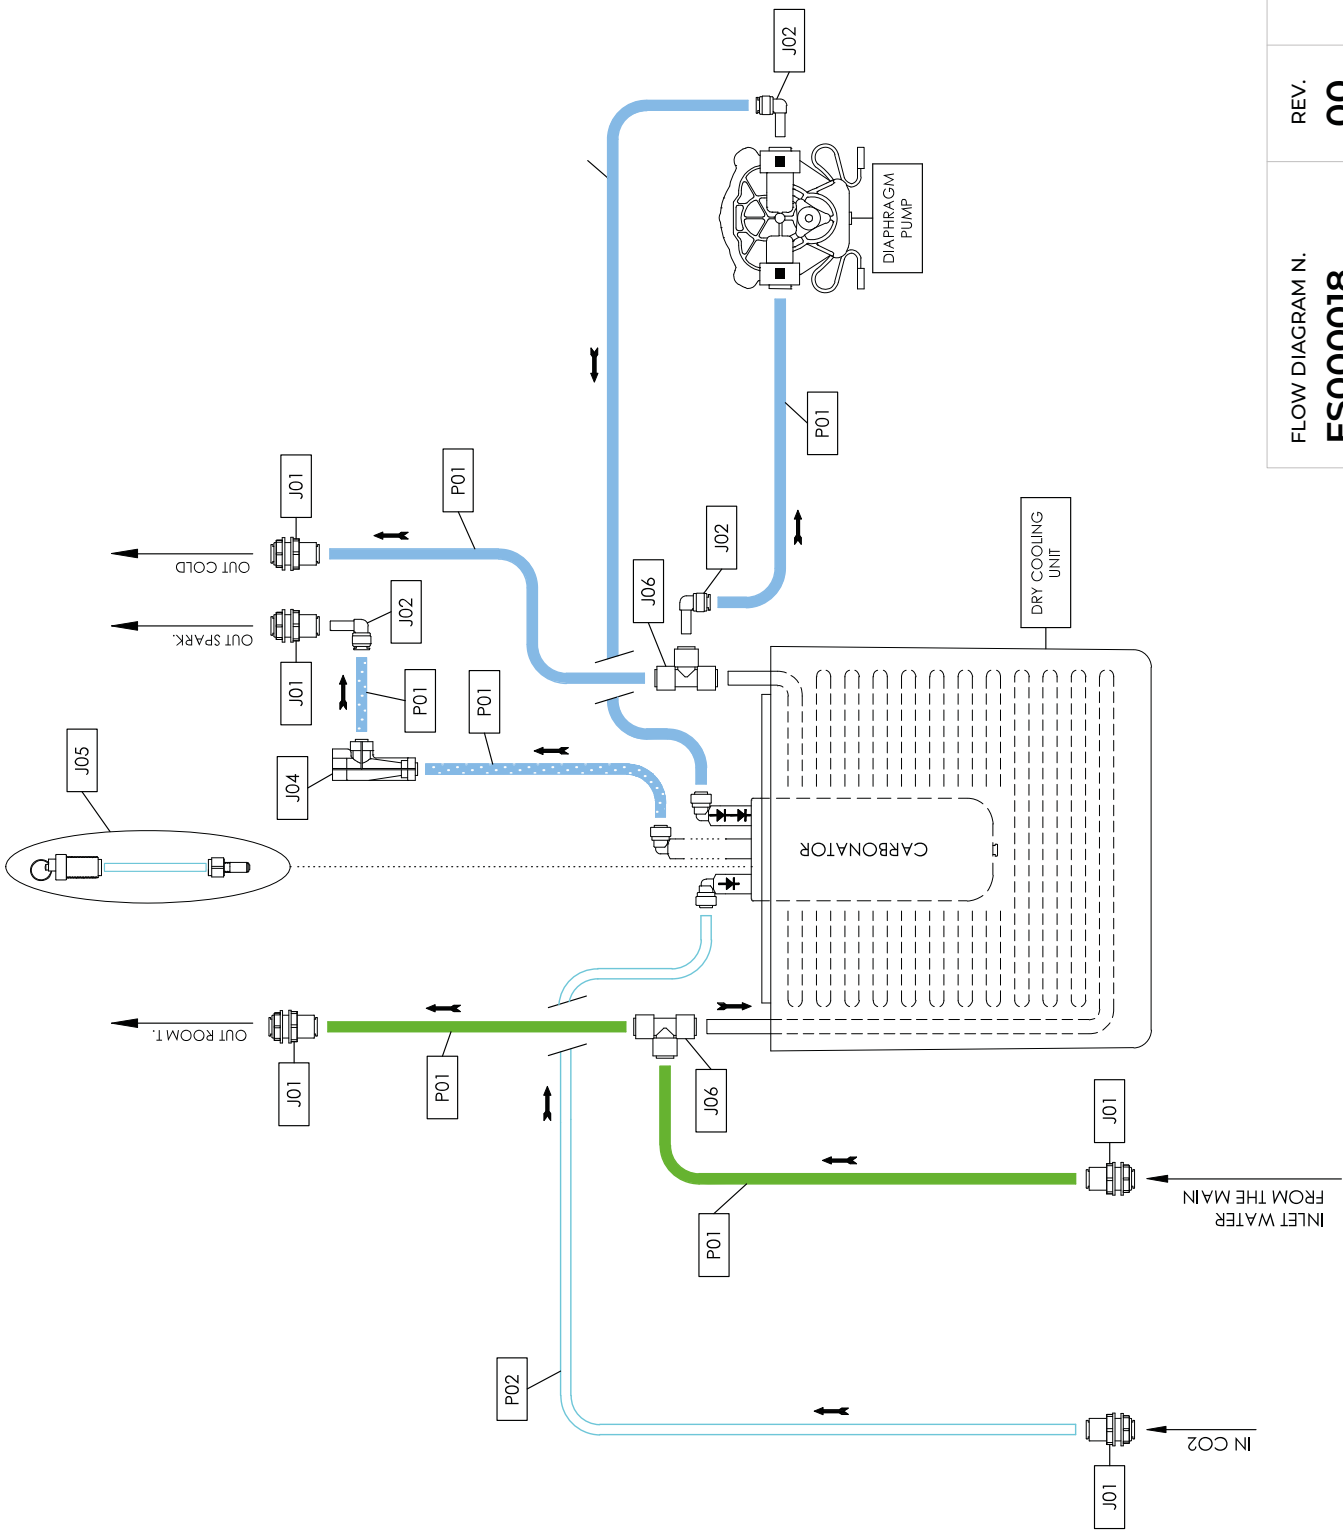 J02
REV.
00
DIAPHRAGM
PUMP
FLOW DIAGRAM N.
P01
J01
P01
OUT COLD
J02
DRY COOLING
UNIT
J06
J02
OUT SPARK.
J01
P01
P01
J05
J04
CARBONATOR
OUT ROOM T.
J01
P01
J06
J01
INLET WATER
FROM THE MAIN
P01
P02
IN CO2
J01